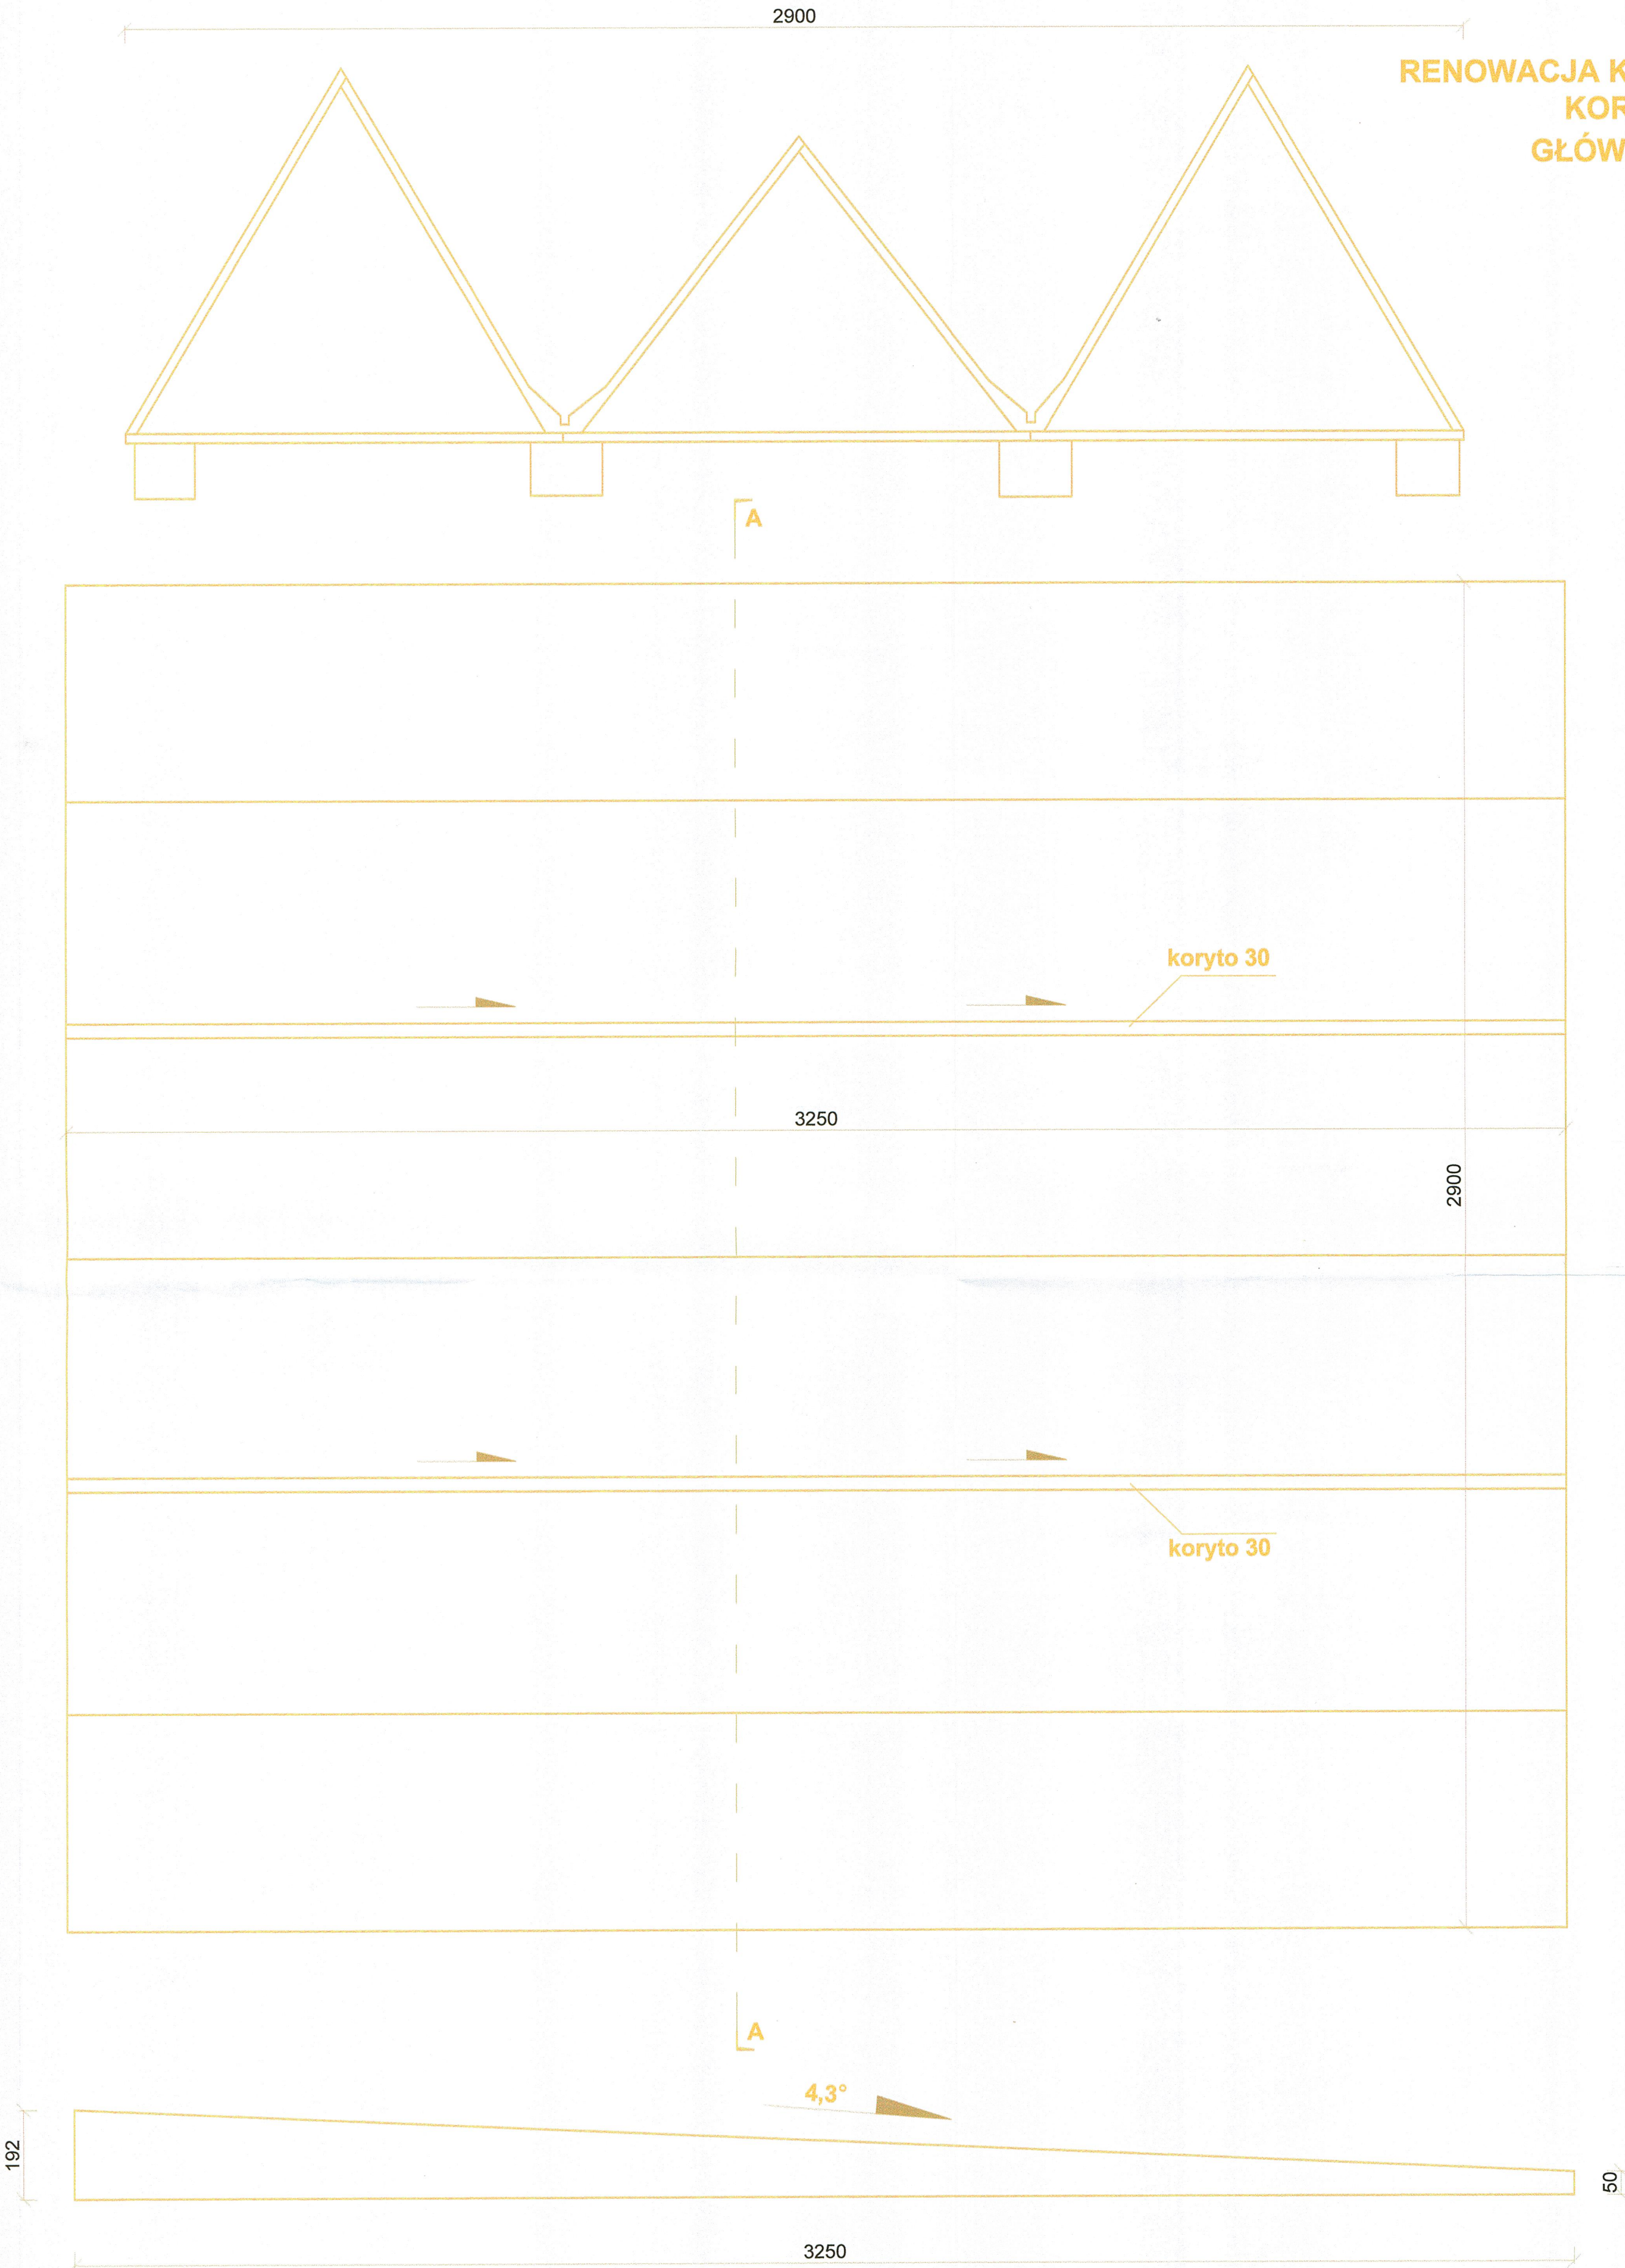 2900
RENOWACJA K
KOR
GŁÓW
A
koryto 30
3250
2900
koryto 30
A
4,3°
192
50
3250